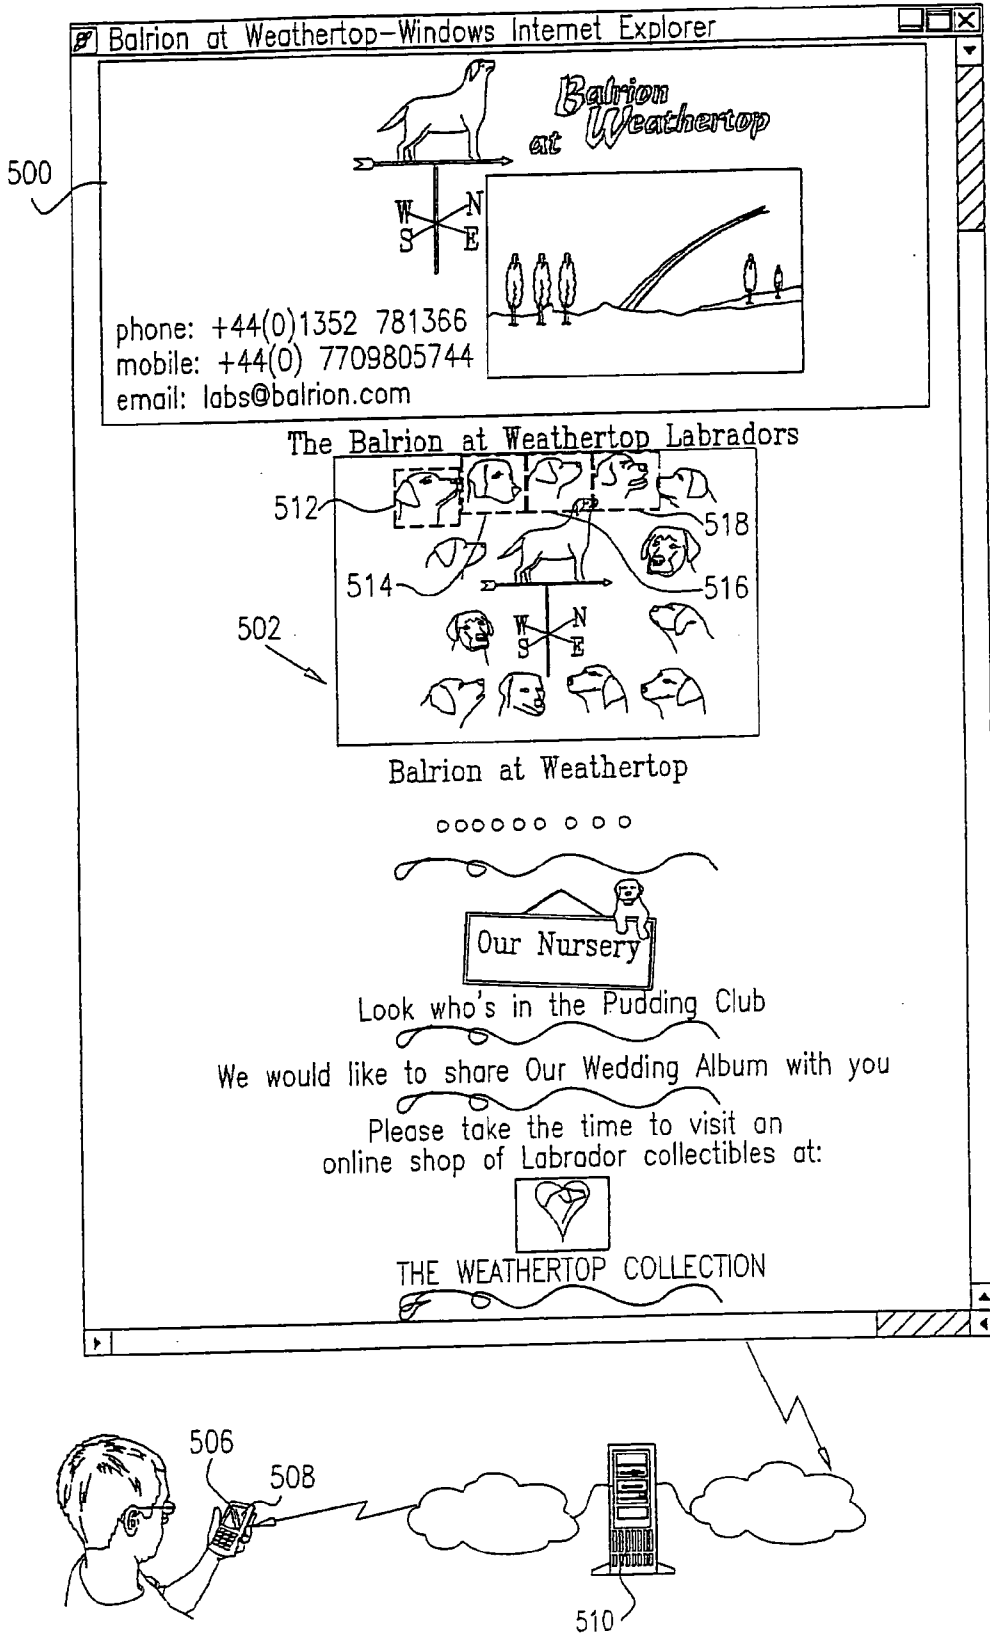 Balrion at Weathertop-Windows Internet Explorer
Balrion
at Weathertop
500
W N
S E
phone: +44(0)1352 781366
mobile: +44(0) 7709805744
email: labs@balrion.com
The Balrion at Weathertop Labradors
512
518
514
516
502
W N
S E
Balrion at Weathertop
Our Nursery
Look who's in the Pudding Club
We would like to share Our Wedding Album with you
Please take the time to visit an
online shop of Labrador collectibles at:
THE WEATHERTOP COLLECTION
506
508
510